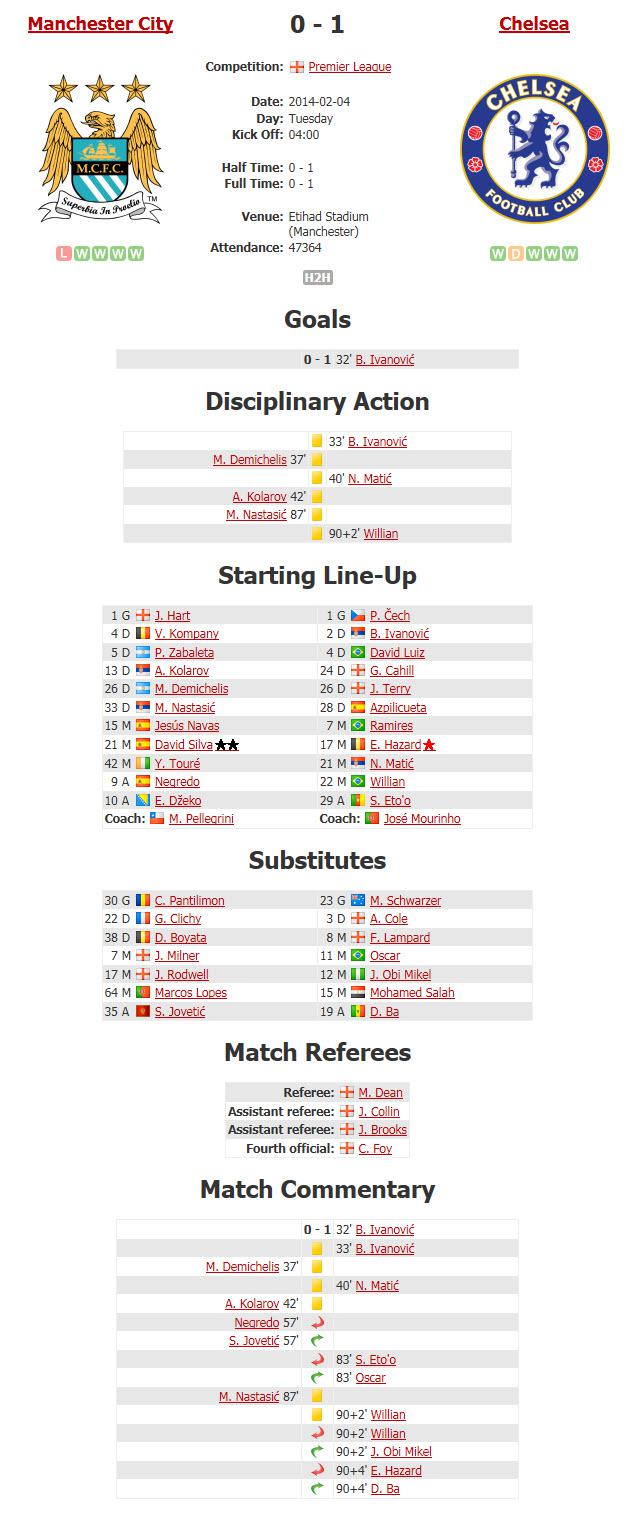 Manchester City 0 - 1 Chelsea
Competition: Premier League
Date: 2014-02-04
Day: Tuesday
Kick Off: 04:00
Half Time: 0 - 1
Full Time: 0 - 1
Venue: Etihad Stadium
(Manchester)
Attendance: 47364
M.C.F.C.
Superbia In Proelio
TM
CHELSEA
FOOTBALL CLUB
L W W W W
W D W W W
H2H
Goals
0 - 1 32' B. Ivanović
Disciplinary Action
33' B. Ivanović
M. Demichelis 37'
40' N. Matić
A. Kolarov 42'
M. Nastasić 87'
90+2' Willian
Starting Line-Up
1 G J. Hart 1 G P. Čech
4 D V. Kompany 2 D B. Ivanović
5 D P. Zabaleta 4 D David Luiz
13 D A. Kolarov 24 D G. Cahill
26 D M. Demichelis 26 D J. Terry
33 D M. Nastasić 28 D Azpilicueta
15 M Jesús Navas 7 M Ramires
21 M David Silva 17 M E. Hazard
42 M Y. Touré 21 M N. Matić
9 A Negredo 22 M Willian
10 A E. Džeko 29 A S. Eto'o
Coach: M. Pellegrini Coach: José Mourinho
Substitutes
30 G C. Pantilimon 23 G M. Schwarzer
22 D G. Clichy 3 D A. Cole
38 D D. Boyata 8 M F. Lampard
7 M J. Milner 11 M Oscar
17 M J. Rodwell 12 M J. Obi Mikel
64 M Marcos Lopes 15 M Mohamed Salah
35 A S. Jovetić 19 A D. Ba
Match Referees
Referee: M. Dean
Assistant referee: J. Collin
Assistant referee: J. Brooks
Fourth official: C. Foy
Match Commentary
0 - 1 32' B. Ivanović
33' B. Ivanović
M. Demichelis 37'
40' N. Matić
A. Kolarov 42'
Negredo 57'
S. Jovetić 57'
83' S. Eto'o
83' Oscar
M. Nastasić 87'
90+2' Willian
90+2' Willian
90+2' J. Obi Mikel
90+4' E. Hazard
90+4' D. Ba